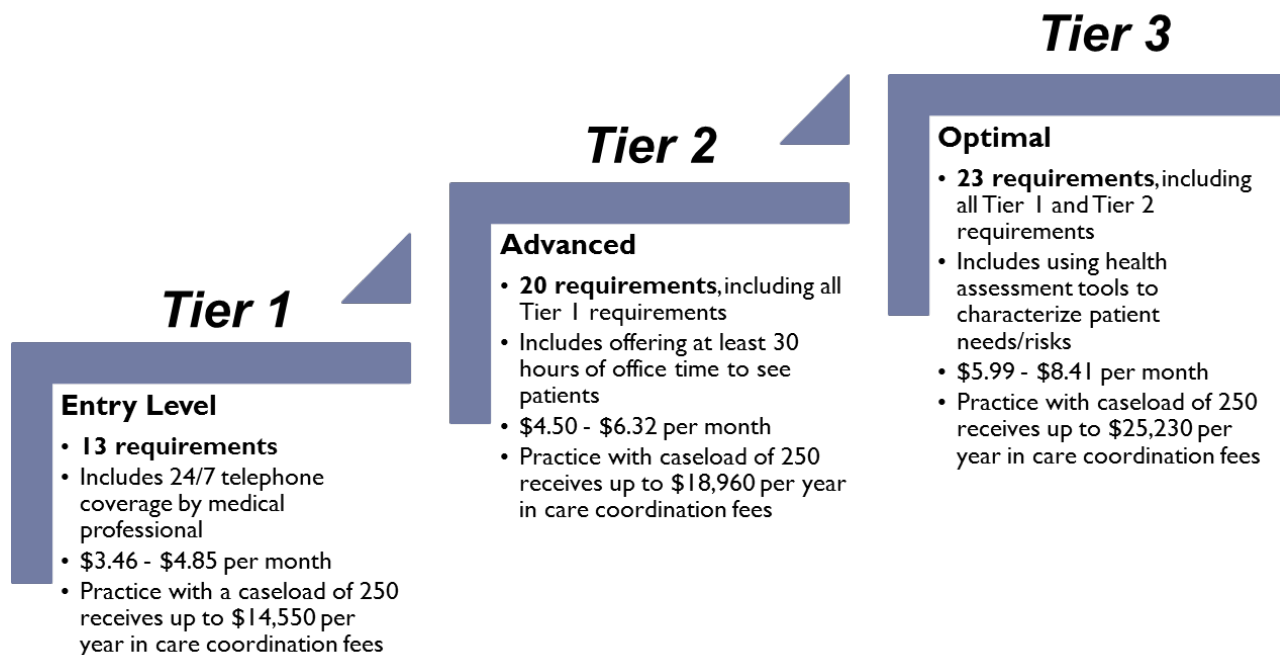 Tier 1
Entry Level
• 13 requirements
• Includes 24/7 telephone
coverage by medical
professional
• $3.46 - $4.85 per month
• Practice with a caseload of 250
receives up to $14,550 per
year in care coordination fees
Tier 2
Advanced
• 20 requirements, including all
Tier 1 requirements
• Includes offering at least 30
hours of office time to see
patients
• $4.50 - $6.32 per month
• Practice with caseload of 250
receives up to $18,960 per year
in care coordination fees
Tier 3
Optimal
• 23 requirements, including
all Tier 1 and Tier 2
requirements
• Includes using health
assessment tools to
characterize patient
needs/risks
• $5.99 - $8.41 per month
• Practice with caseload of 250
receives up to $25,230 per
year in care coordination fees